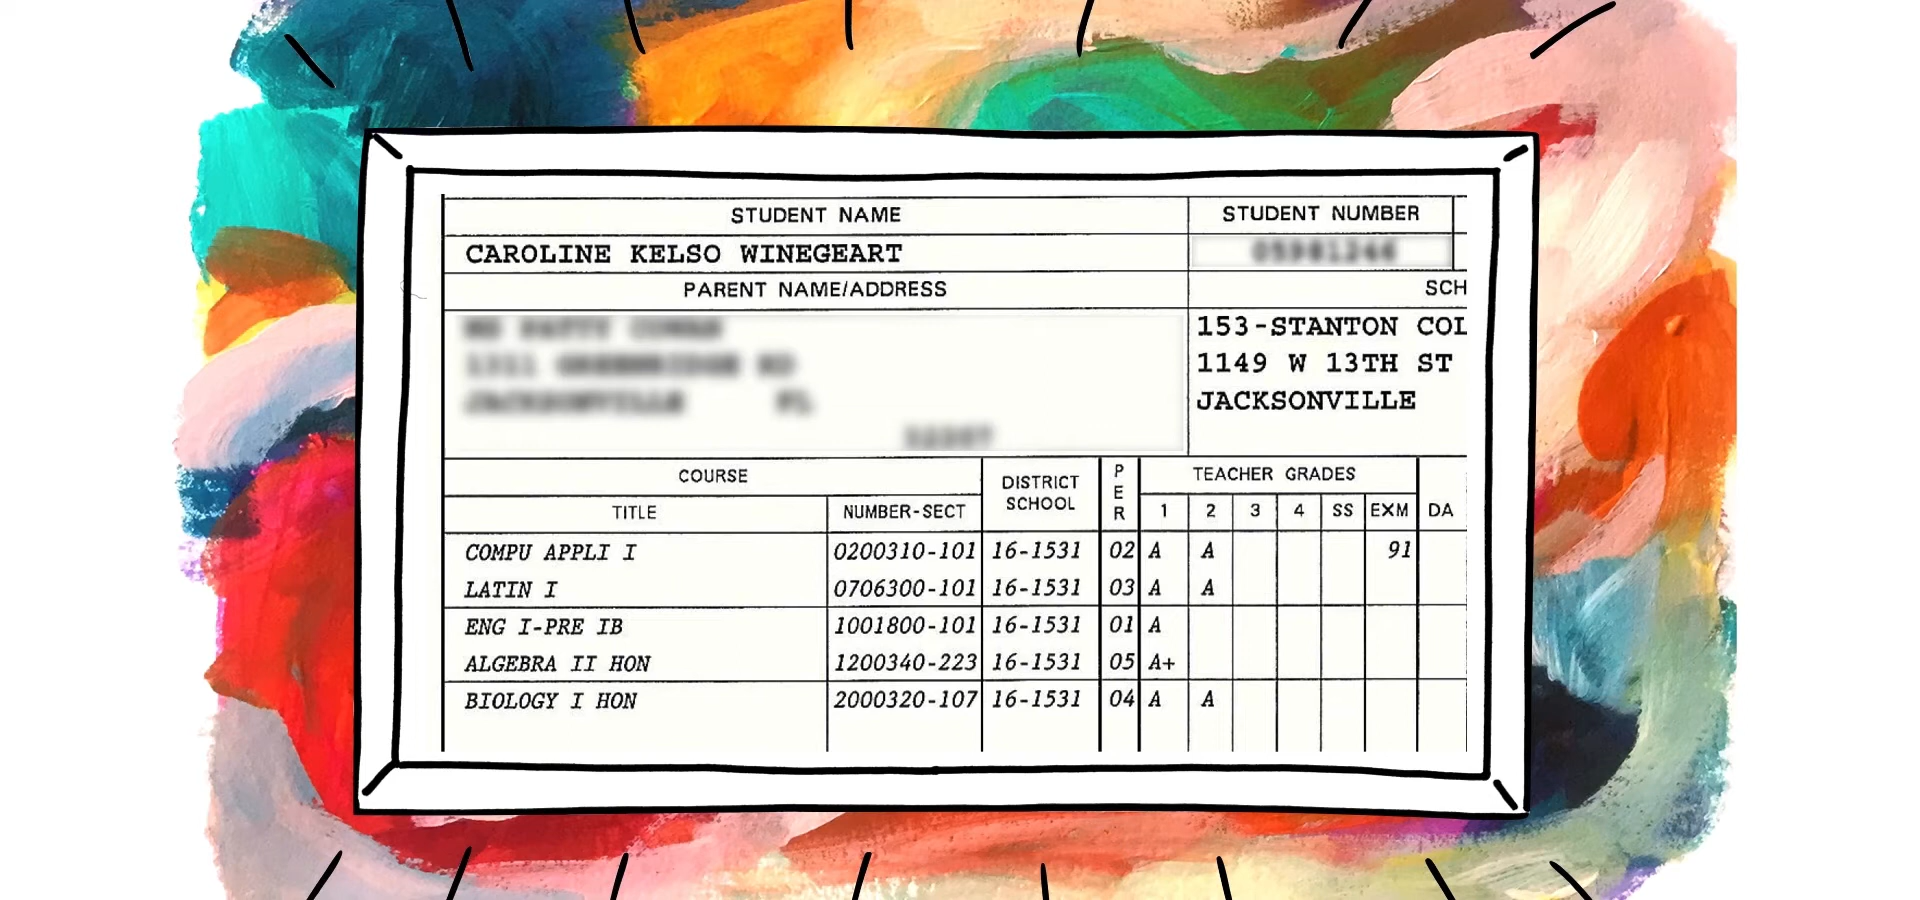 STUDENT NAME STUDENT NUMBER
CAROLINE KELSO WINEGEART
PARENT NAME/ADDRESS SCH
153-STANTON COL
1149 W 13TH ST
JACKSONVILLE
COURSE DISTRICT SCHOOL PER TEACHER GRADES
TITLE NUMBER-SECT 1 2 3 4 SS EXM DA
COMPU APPLI I 0200310-101 16-1531 02 A A 91
LATIN I 0706300-101 16-1531 03 A A
ENG I-PRE IB 1001800-101 16-1531 01 A
ALGEBRA II HON 1200340-223 16-1531 05 A+
BIOLOGY I HON 2000320-107 16-1531 04 A A